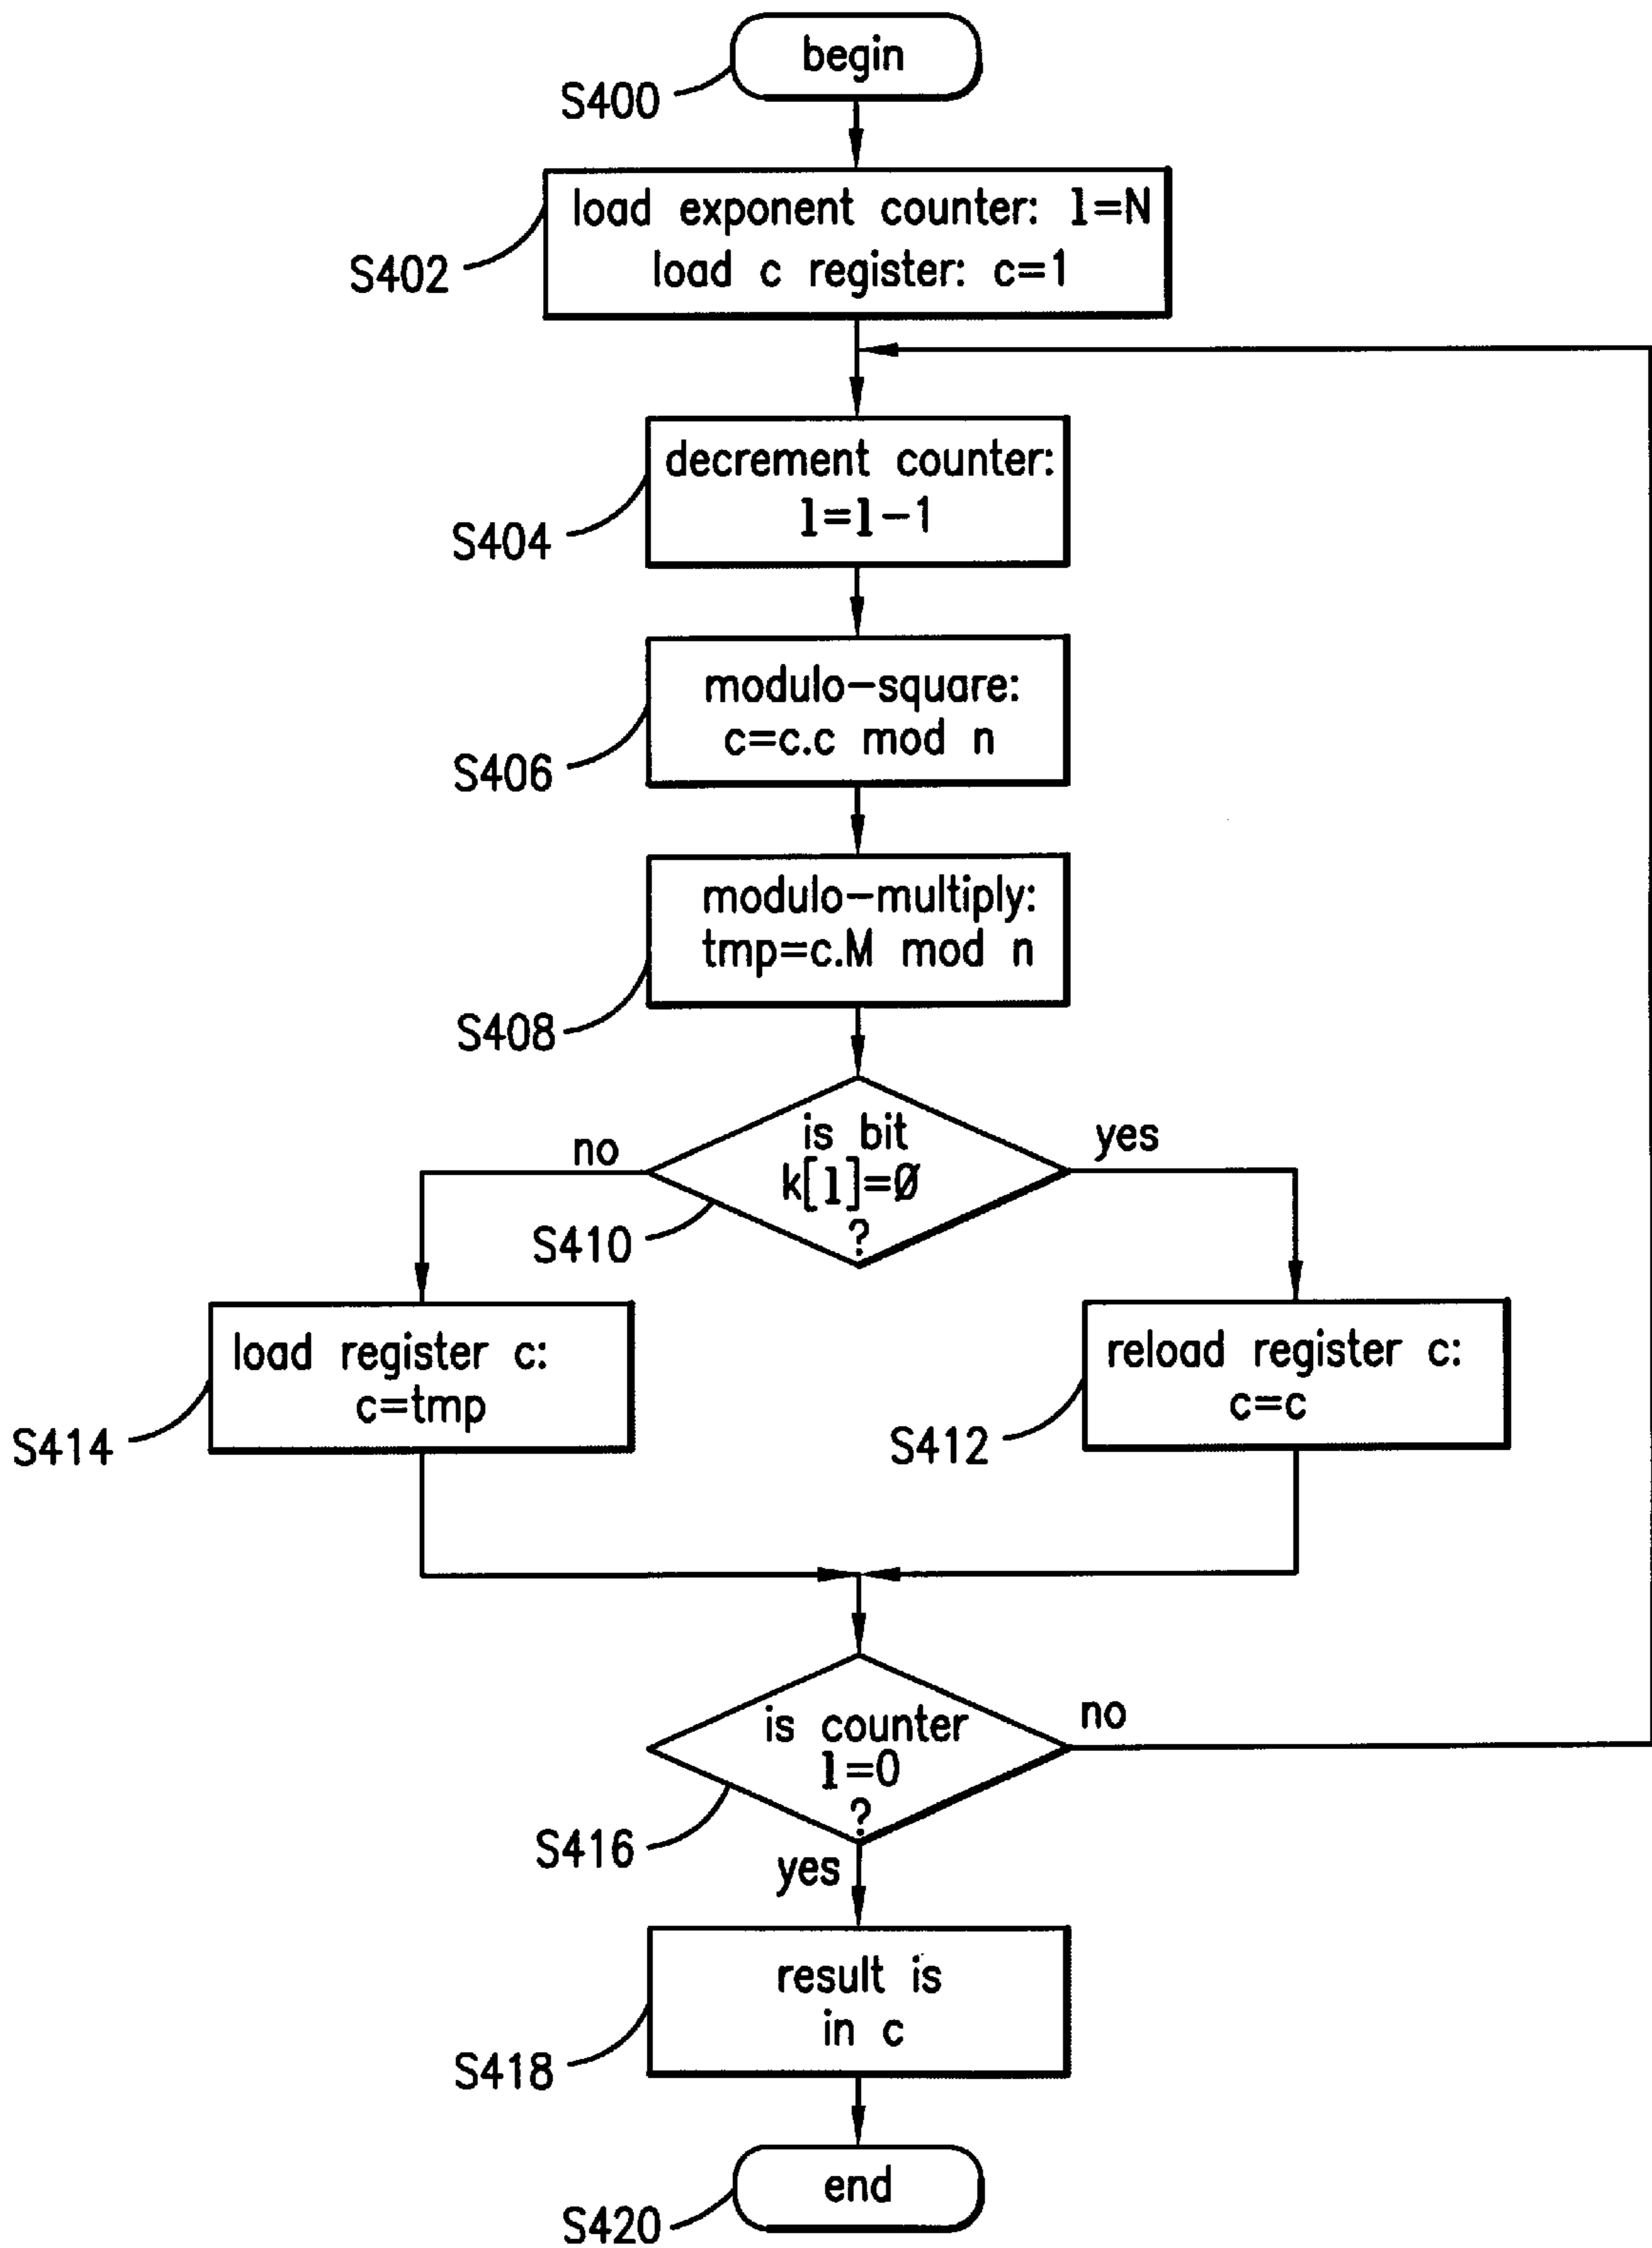 begin
S400
load exponent counter: l=N
load c register: c=1
S402
decrement counter:
l=l-1
S404
modulo-square:
c=c.c mod n
S406
modulo-multiply:
tmp=c.M mod n
S408
is bit
k[l]=Ø
?
no
yes
S410
load register c:
c=tmp
S414
reload register c:
c=c
S412
is counter
l=0
?
no
S416
yes
result is
in c
S418
end
S420